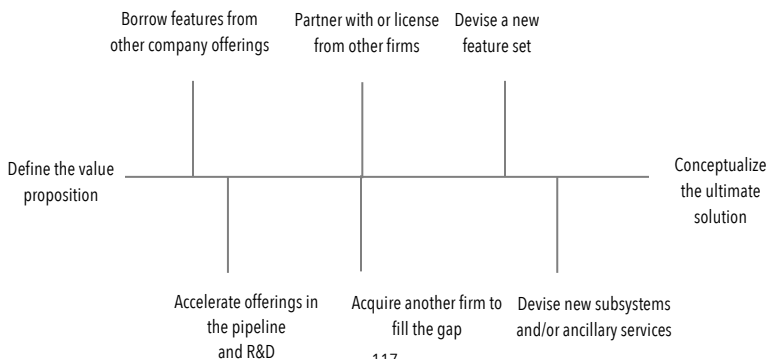 Borrow features from
other company offerings
Partner with or license
from other firms
Devise a new
feature set
Define the value
proposition
Conceptualize
the ultimate
solution
Accelerate offerings in
the pipeline
and R&D
Acquire another firm to
fill the gap
Devise new subsystems
and/or ancillary services
117